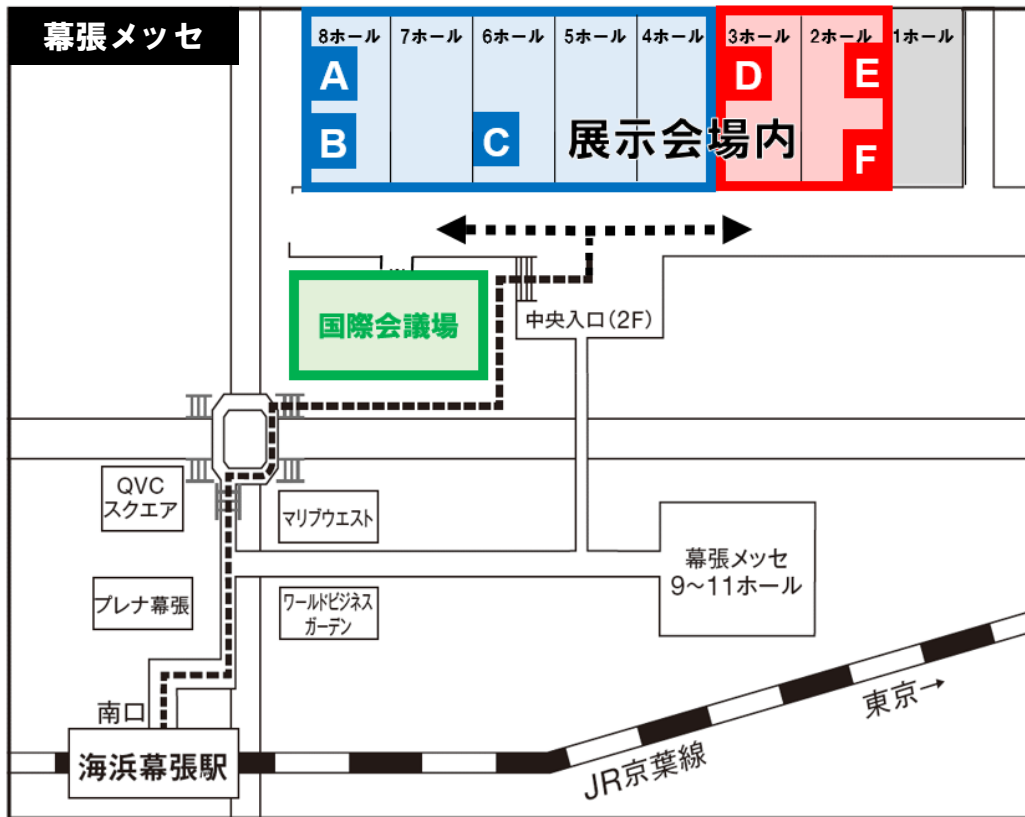 幕張メッセ
8ホール
7ホール
6ホール
5ホール
4ホール
3ホール
2ホール
1ホール
A
D
E
B
C
展示会場内
F
国際会議場
中央入口(2F)
QVC
スクエア
マリブウエスト
幕張メッセ
9〜11ホール
プレナ幕張
ワールドビジネス
ガーデン
南口
海浜幕張駅
JR京葉線
東京→